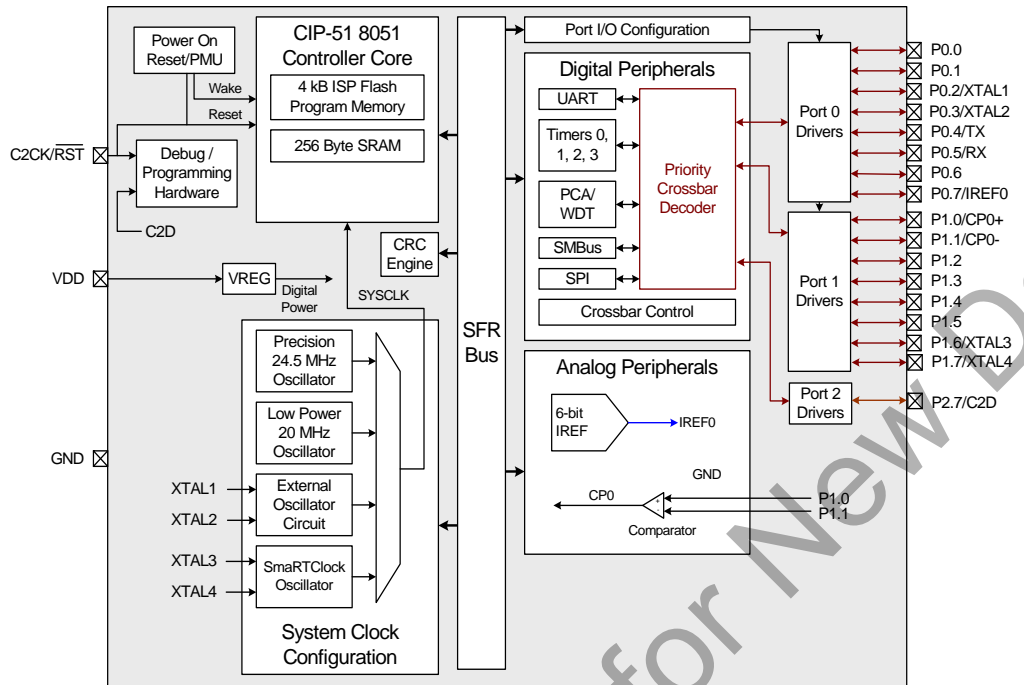 Power On
Reset/PMU
Wake
Reset
C2CK/RST
Debug /
Programming
Hardware
C2D
VDD
VREG
Digital
Power
GND
CIP-51 8051
Controller Core
4 kB ISP Flash
Program Memory
256 Byte SRAM
CRC
Engine
SYSCLK
Precision
24.5 MHz
Oscillator
Low Power
20 MHz
Oscillator
XTAL1
XTAL2
External
Oscillator
Circuit
XTAL3
XTAL4
SmaRTClock
Oscillator
System Clock
Configuration
SFR
Bus
Port I/O Configuration
Digital Peripherals
UART
Timers 0,
1, 2, 3
PCA/
WDT
SMBus
SPI
Priority
Crossbar
Decoder
Crossbar Control
Analog Peripherals
6-bit
IREF
IREF0
GND
CP0
+
-
Comparator
P1.0
P1.1
Port 0
Drivers
Port 1
Drivers
Port 2
Drivers
P0.0
P0.1
P0.2/XTAL1
P0.3/XTAL2
P0.4/TX
P0.5/RX
P0.6
P0.7/IREF0
P1.0/CP0+
P1.1/CP0-
P1.2
P1.3
P1.4
P1.5
P1.6/XTAL3
P1.7/XTAL4
P2.7/C2D
for New D